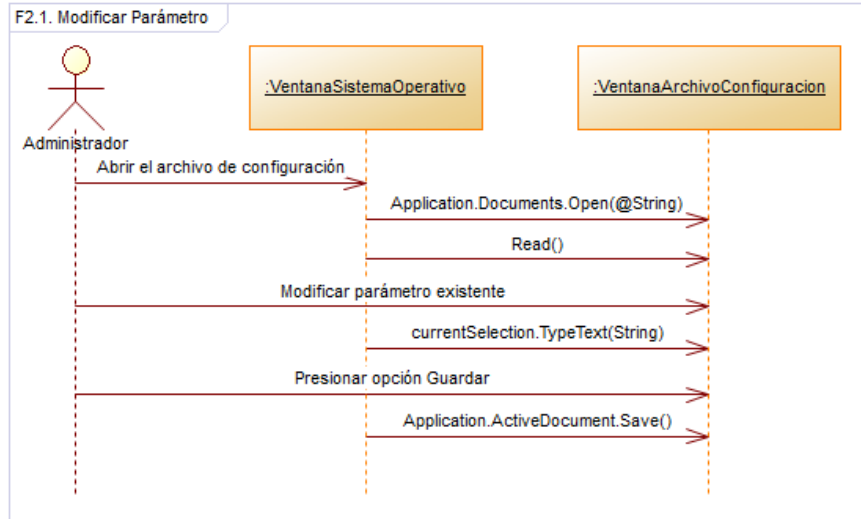 F2.1. Modificar Parámetro
:VentanaSistemaOperativo
:VentanaArchivoConfiguracion
Administrador
Abrir el archivo de configuración
Application.Documents.Open(@String)
Read()
Modificar parámetro existente
currentSelection.TypeText(String)
Presionar opción Guardar
Application.ActiveDocument.Save()